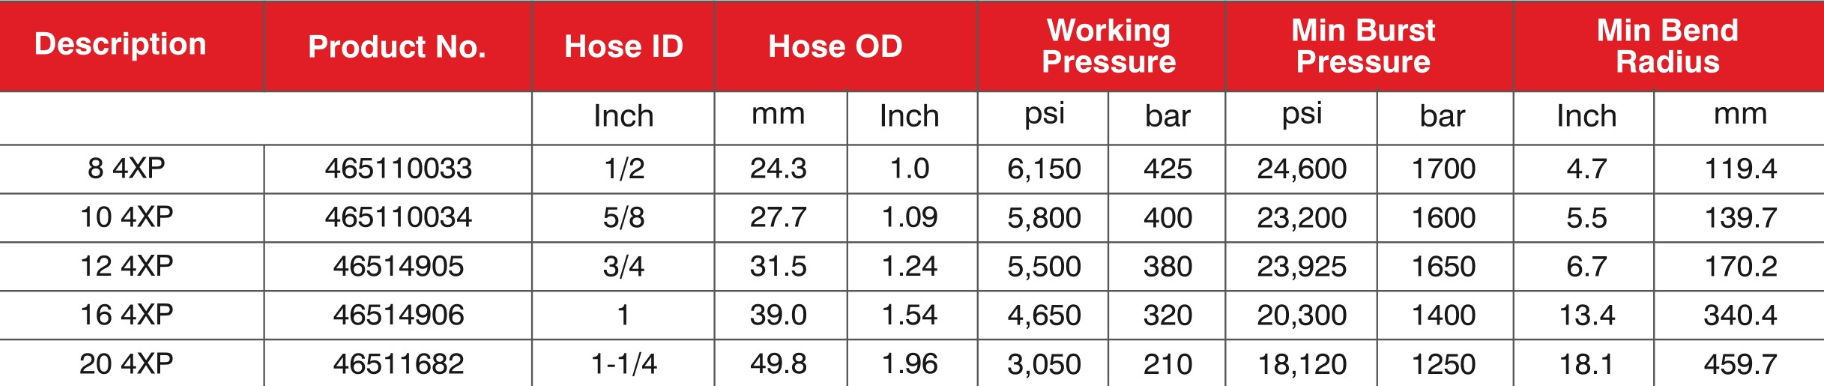 Description Product No. Hose ID Hose OD Working Pressure Min Burst Pressure Min Bend Radius
Inch mm Inch psi bar psi bar Inch mm
8 4XP 465110033 1/2 24.3 1.0 6,150 425 24,600 1700 4.7 119.4
10 4XP 465110034 5/8 27.7 1.09 5,800 400 23,200 1600 5.5 139.7
12 4XP 46514905 3/4 31.5 1.24 5,500 380 23,925 1650 6.7 170.2
16 4XP 46514906 1 39.0 1.54 4,650 320 20,300 1400 13.4 340.4
20 4XP 46511682 1-1/4 49.8 1.96 3,050 210 18,120 1250 18.1 459.7